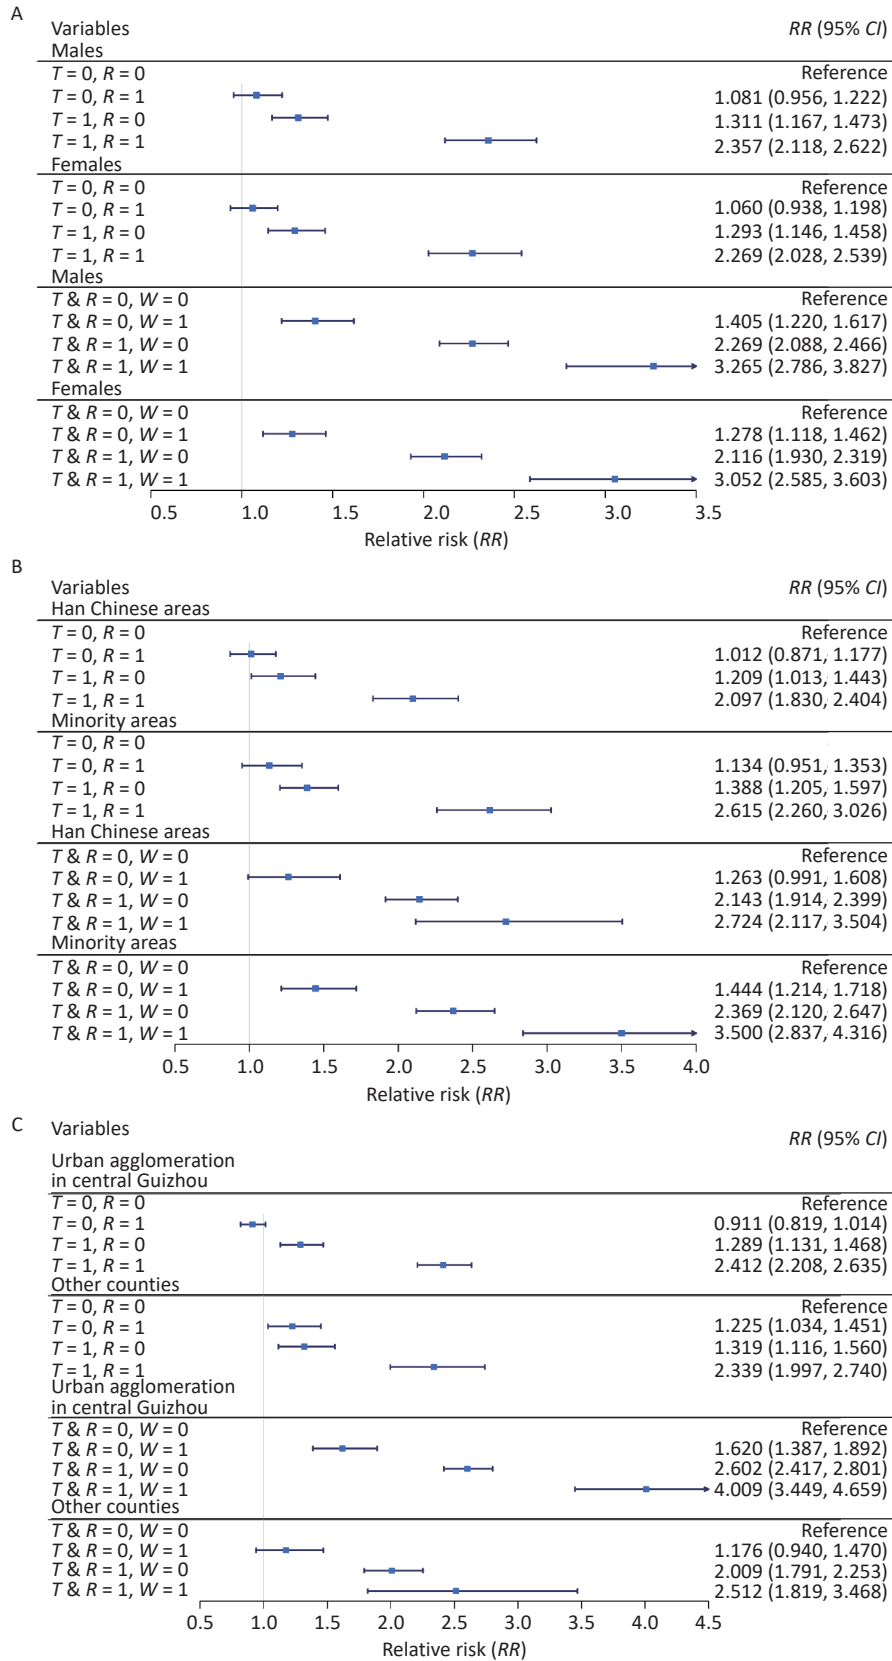 A
Variables RR (95% CI)
Males
T = 0, R = 0 Reference
T = 0, R = 1 1.081 (0.956, 1.222)
T = 1, R = 0 1.311 (1.167, 1.473)
T = 1, R = 1 2.357 (2.118, 2.622)
Females
T = 0, R = 0 Reference
T = 0, R = 1 1.060 (0.938, 1.198)
T = 1, R = 0 1.293 (1.146, 1.458)
T = 1, R = 1 2.269 (2.028, 2.539)
Males
T & R = 0, W = 0 Reference
T & R = 0, W = 1 1.405 (1.220, 1.617)
T & R = 1, W = 0 2.269 (2.088, 2.466)
T & R = 1, W = 1 3.265 (2.786, 3.827)
Females
T & R = 0, W = 0 Reference
T & R = 0, W = 1 1.278 (1.118, 1.462)
T & R = 1, W = 0 2.116 (1.930, 2.319)
T & R = 1, W = 1 3.052 (2.585, 3.603)
0.5 1.0 1.5 2.0 2.5 3.0 3.5
Relative risk (RR)
B
Variables RR (95% CI)
Han Chinese areas
T = 0, R = 0 Reference
T = 0, R = 1 1.012 (0.871, 1.177)
T = 1, R = 0 1.209 (1.013, 1.443)
T = 1, R = 1 2.097 (1.830, 2.404)
Minority areas
T = 0, R = 0
T = 0, R = 1 1.134 (0.951, 1.353)
T = 1, R = 0 1.388 (1.205, 1.597)
T = 1, R = 1 2.615 (2.260, 3.026)
Han Chinese areas
T & R = 0, W = 0 Reference
T & R = 0, W = 1 1.263 (0.991, 1.608)
T & R = 1, W = 0 2.143 (1.914, 2.399)
T & R = 1, W = 1 2.724 (2.117, 3.504)
Minority areas
T & R = 0, W = 0 Reference
T & R = 0, W = 1 1.444 (1.214, 1.718)
T & R = 1, W = 0 2.369 (2.120, 2.647)
T & R = 1, W = 1 3.500 (2.837, 4.316)
0.5 1.0 1.5 2.0 2.5 3.0 3.5 4.0
Relative risk (RR)
C
Variables RR (95% CI)
Urban agglomeration
in central Guizhou
T = 0, R = 0 Reference
T = 0, R = 1 0.911 (0.819, 1.014)
T = 1, R = 0 1.289 (1.131, 1.468)
T = 1, R = 1 2.412 (2.208, 2.635)
Other counties
T = 0, R = 0 Reference
T = 0, R = 1 1.225 (1.034, 1.451)
T = 1, R = 0 1.319 (1.116, 1.560)
T = 1, R = 1 2.339 (1.997, 2.740)
Urban agglomeration
in central Guizhou
T & R = 0, W = 0 Reference
T & R = 0, W = 1 1.620 (1.387, 1.892)
T & R = 1, W = 0 2.602 (2.417, 2.801)
T & R = 1, W = 1 4.009 (3.449, 4.659)
Other counties
T & R = 0, W = 0 Reference
T & R = 0, W = 1 1.176 (0.940, 1.470)
T & R = 1, W = 0 2.009 (1.791, 2.253)
T & R = 1, W = 1 2.512 (1.819, 3.468)
0.5 1.0 1.5 2.0 2.5 3.0 3.5 4.0 4.5
Relative risk (RR)